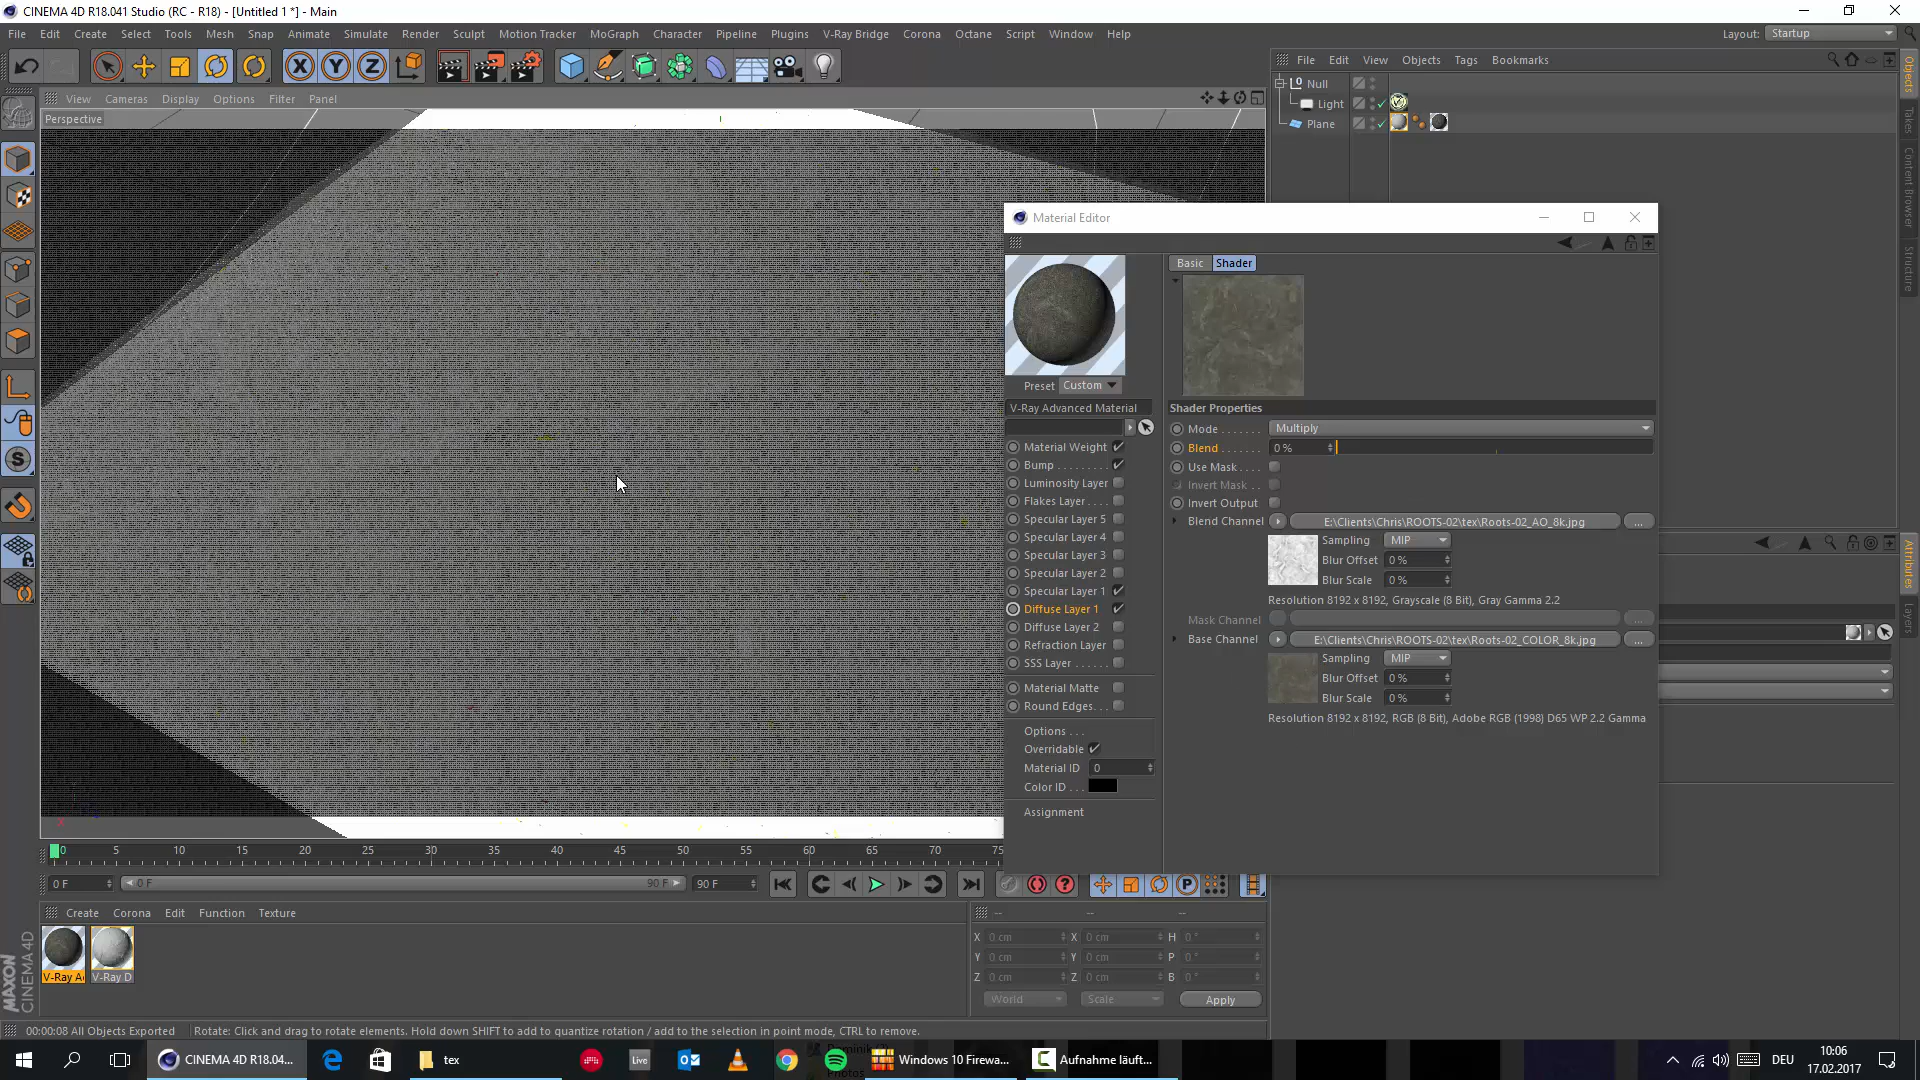 CINEMA 4D R18.041 Studio (RC - R18) - [Untitled 1 *] - Main
File Edit Create Select Tools Mesh Snap Animate Simulate Render Sculpt Motion Tracker MoGraph Character Pipeline Plugins V-Ray Bridge Corona Octane Script Window Help
Layout: Startup
File Edit View Objects Tags Bookmarks
Null
Light
Plane
Objects
Takes
Content Browser
Structure
View Cameras Display Options Filter Panel
Perspective
Material Editor
Basic Shader
Preset Custom
V-Ray Advanced Material
Material Weight
Bump
Luminosity Layer
Flakes Layer
Specular Layer 5
Specular Layer 4
Specular Layer 3
Specular Layer 2
Specular Layer 1
Diffuse Layer 1
Diffuse Layer 2
Refraction Layer
SSS Layer
Material Matte
Round Edges
Options
Overridable
Material ID 0
Color ID
Assignment
Shader Properties
Mode Multiply
Blend 0 %
Use Mask
Invert Mask
Invert Output
Blend Channel E:\Clients\Chris\ROOTS-02\tex\Roots-02_AO_8k.jpg ...
Sampling MIP
Blur Offset 0 %
Blur Scale 0 %
Resolution 8192 x 8192, Grayscale (8 Bit), Gray Gamma 2.2
Mask Channel ...
Base Channel E:\Clients\Chris\ROOTS-02\tex\Roots-02_COLOR_8k.jpg ...
Sampling MIP
Blur Offset 0 %
Blur Scale 0 %
Resolution 8192 x 8192, RGB (8 Bit), Adobe RGB (1998) D65 WP 2.2 Gamma
Attributes
Layers
X
0 5 10 15 20 25 30 35 40 45 50 55 60 65 70 75
0 F 0 F 90 F 90 F
Create Corona Edit Function Texture
V-Ray A
V-Ray D
-- -- --
X 0 cm X 0 cm H 0 °
Y 0 cm Y 0 cm P 0 °
Z 0 cm Z 0 cm B 0 °
World Scale Apply
MAXON
CINEMA 4D
00:00:08 All Objects Exported Rotate: Click and drag to rotate elements. Hold down SHIFT to add to quantize rotation / add to the selection in point mode, CTRL to remove.
CINEMA 4D R18.04... tex Live Windows 10 Firewa... Aufnahme läuft... DEU 10:06
17.02.2017